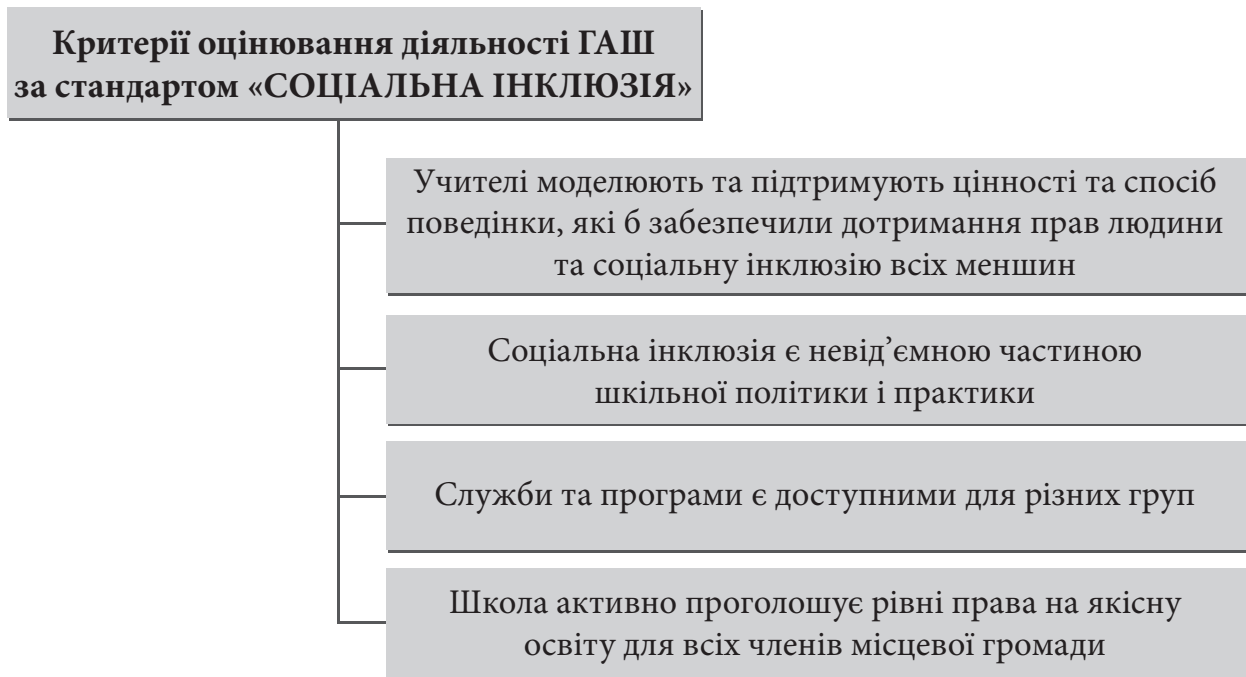 Критерії оцінювання діяльності ГАШ
за стандартом «СОЦІАЛЬНА ІНКЛЮЗІЯ»
Учителі моделюють та підтримують цінності та спосіб
поведінки, які б забезпечили дотримання прав людини
та соціальну інклюзію всіх меншин
Соціальна інклюзія є невід’ємною частиною
шкільної політики і практики
Служби та програми є доступними для різних груп
Школа активно проголошує рівні права на якісну
освіту для всіх членів місцевої громади